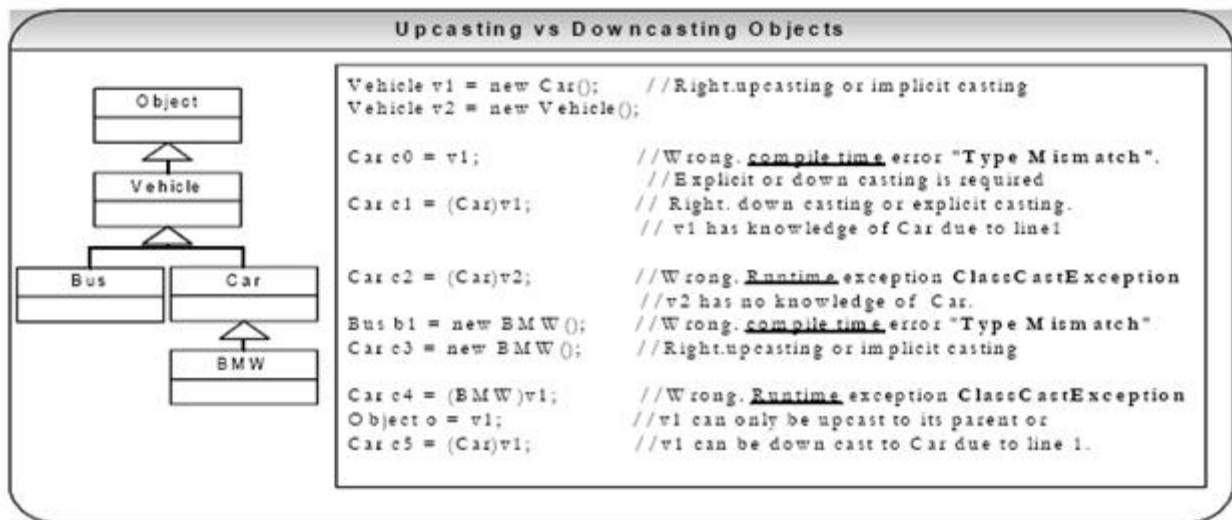 Upcasting vs Downcasting Objects
Object
Vehicle
Bus
Car
BMW
Vehicle v1 = new Car(); //Right.upcasting or implicit casting
Vehicle v2 = new Vehicle();
Car c0 = v1; //Wrong. compile time error "Type Mismatch".
//Explicit or down casting is required
Car c1 = (Car)v1; // Right. down casting or explicit casting.
// v1 has knowledge of Car due to line1
Car c2 = (Car)v2; //Wrong. Runtime exception ClassCastException
//v2 has no knowledge of Car.
Bus b1 = new BMW(); //Wrong. compile time error "Type Mismatch"
Car c3 = new BMW(); //Right.upcasting or implicit casting
Car c4 = (BMW)v1; //Wrong. Runtime exception ClassCastException
Object o = v1; //v1 can only be upcast to its parent or
Car c5 = (Car)v1; //v1 can be down cast to Car due to line 1.